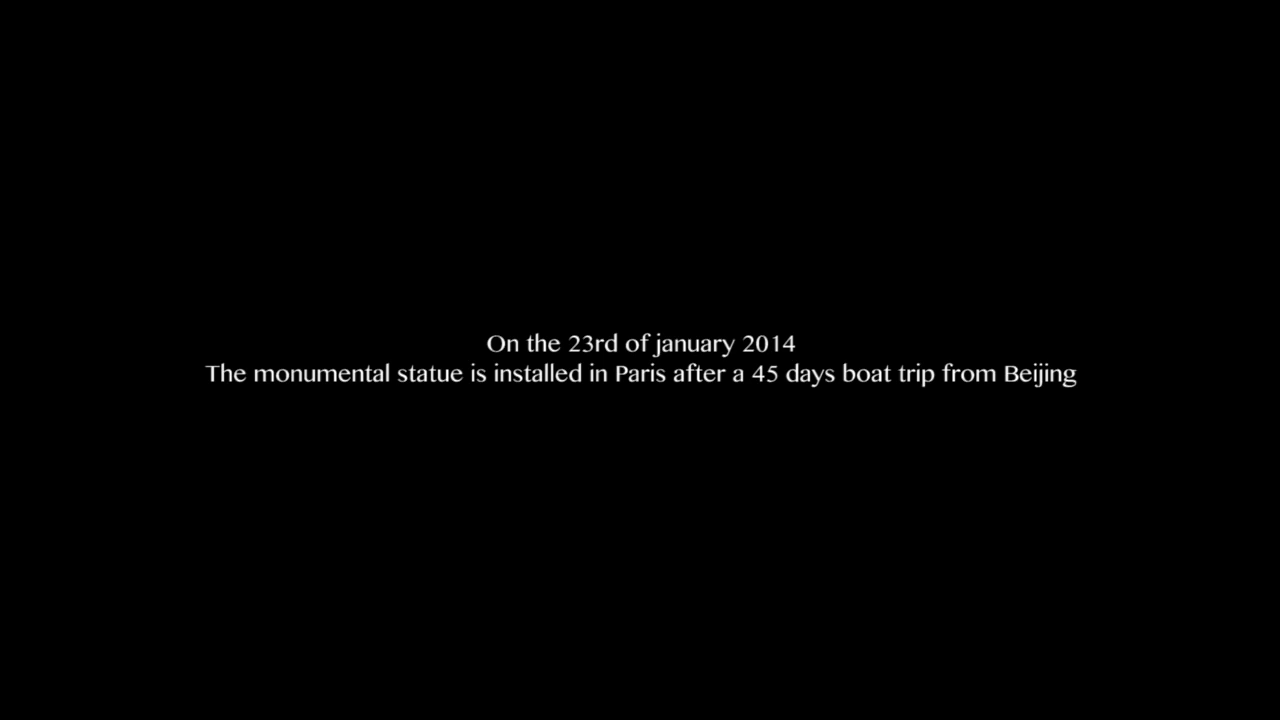 On the 23rd of january 2014
The monumental statue is installed in Paris after a 45 days boat trip from Beijing